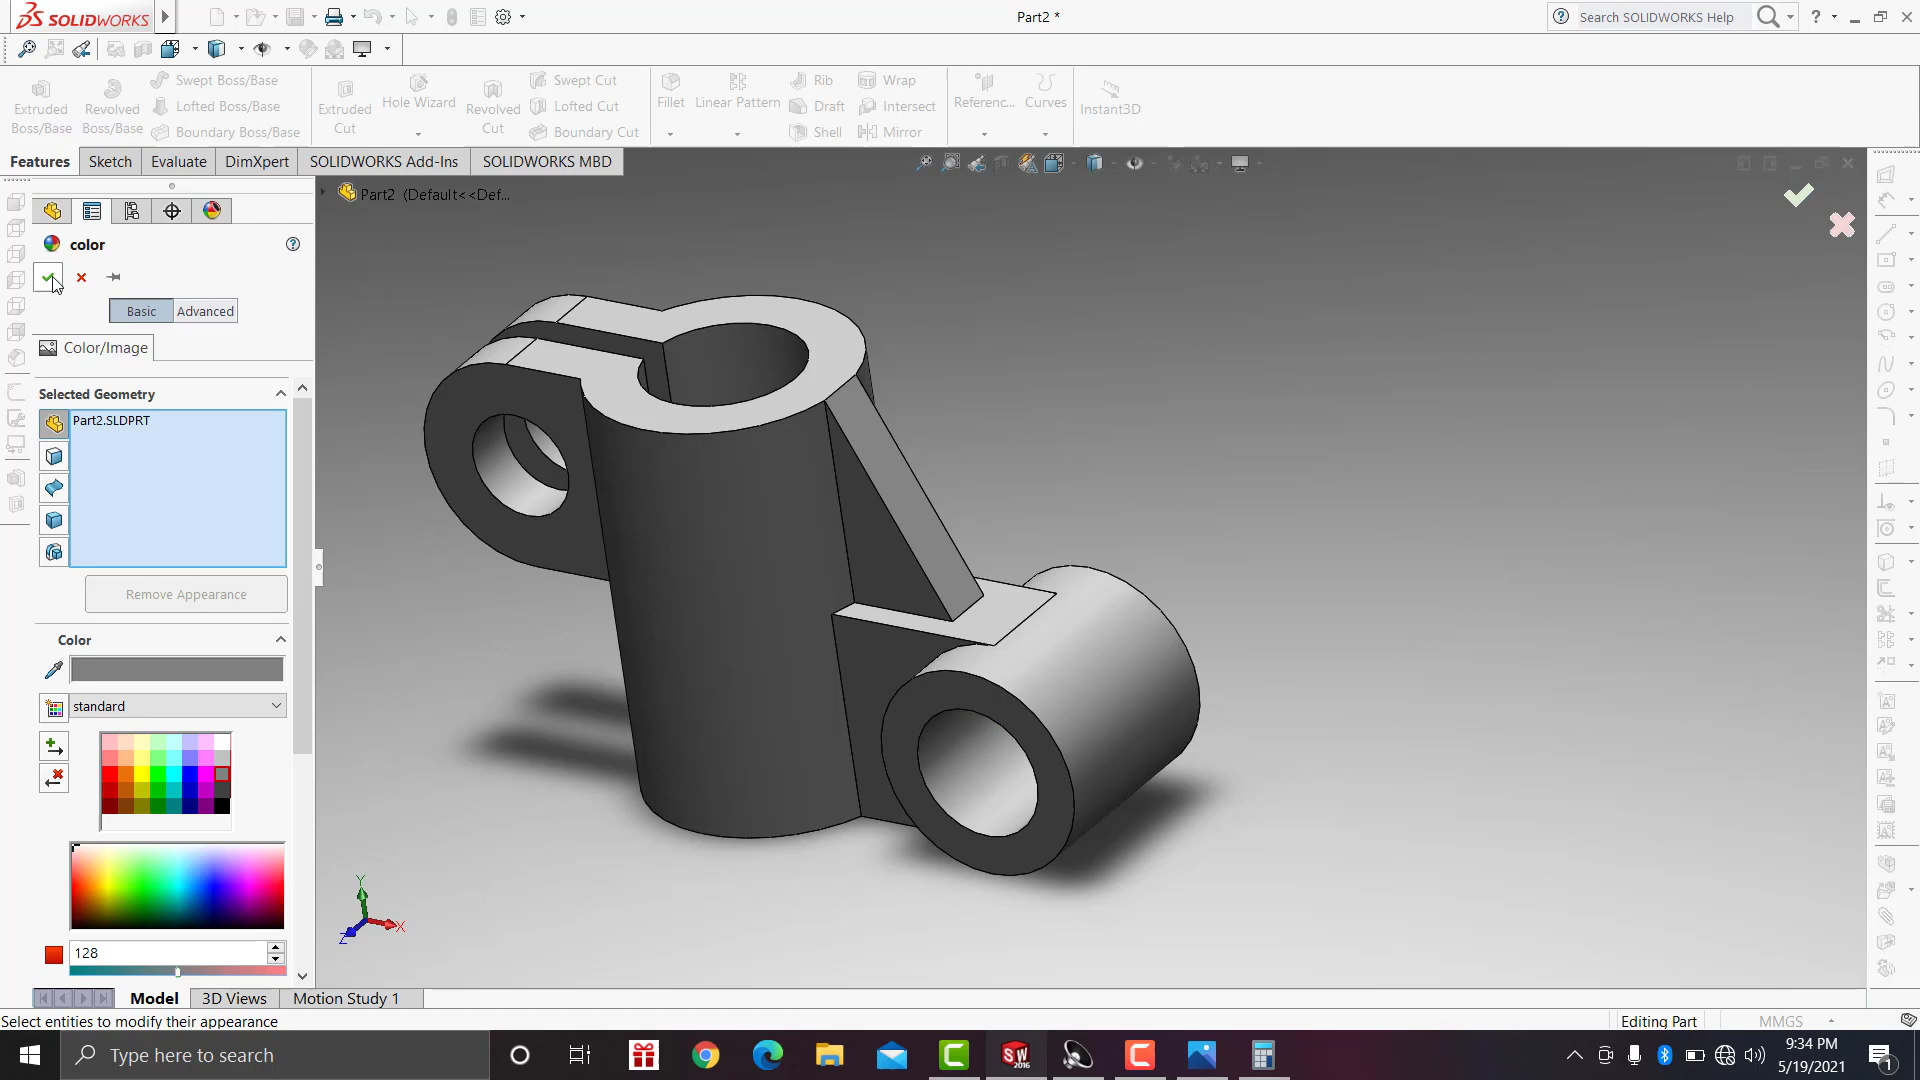 SOLIDWORKS
Part2 *
Search SOLIDWORKS Help
?
Extruded
Boss/Base
Revolved
Boss/Base
Swept Boss/Base
Lofted Boss/Base
Boundary Boss/Base
Extruded
Cut
Hole Wizard
Revolved
Cut
Swept Cut
Lofted Cut
Boundary Cut
Fillet
Linear Pattern
Rib
Draft
Shell
Wrap
Intersect
Mirror
Referenc...
Curves
Instant3D
Features
Sketch
Evaluate
DimXpert
SOLIDWORKS Add-Ins
SOLIDWORKS MBD
Part2 (Default<<Def...
color
Basic
Advanced
Color/Image
Selected Geometry
Part2.SLDPRT
Remove Appearance
Color
standard
128
Y
X
Z
Model
3D Views
Motion Study 1
Select entities to modify their appearance
Editing Part
MMGS
Type here to search
SW
2016
9:34 PM
5/19/2021
1